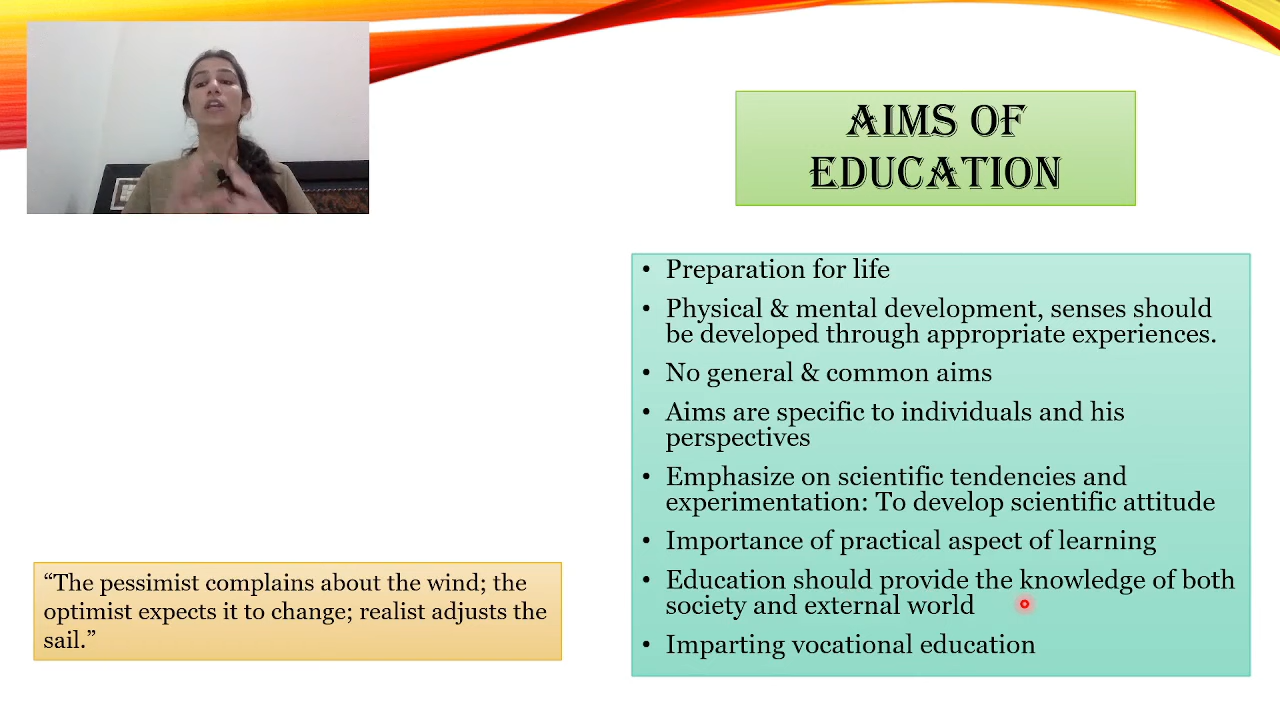 AIMS OF
EDUCATION
• Preparation for life
• Physical & mental development, senses should
be developed through appropriate experiences.
• No general & common aims
• Aims are specific to individuals and his
perspectives
• Emphasize on scientific tendencies and
experimentation: To develop scientific attitude
• Importance of practical aspect of learning
• Education should provide the knowledge of both
society and external world
• Imparting vocational education
“The pessimist complains about the wind; the
optimist expects it to change; realist adjusts the
sail.”